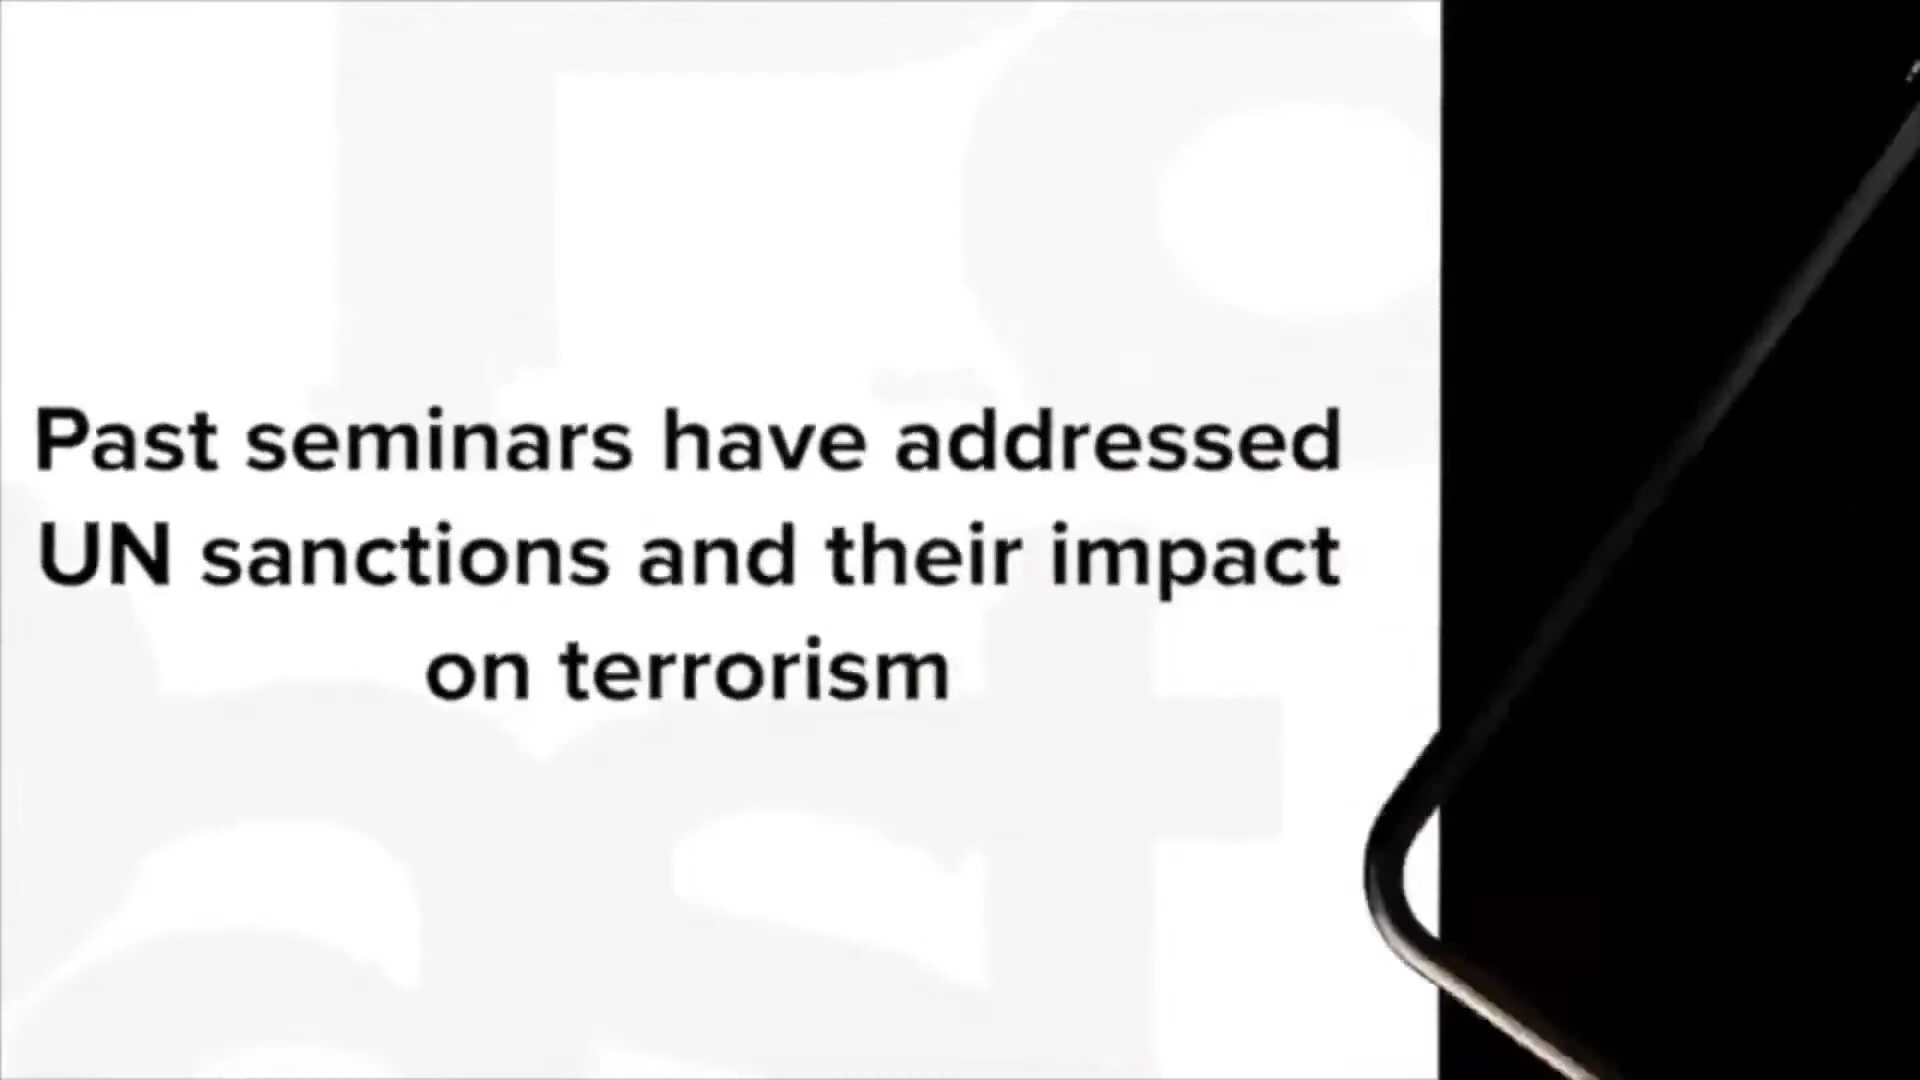 Past seminars have addressed
UN sanctions and their impact
on terrorism